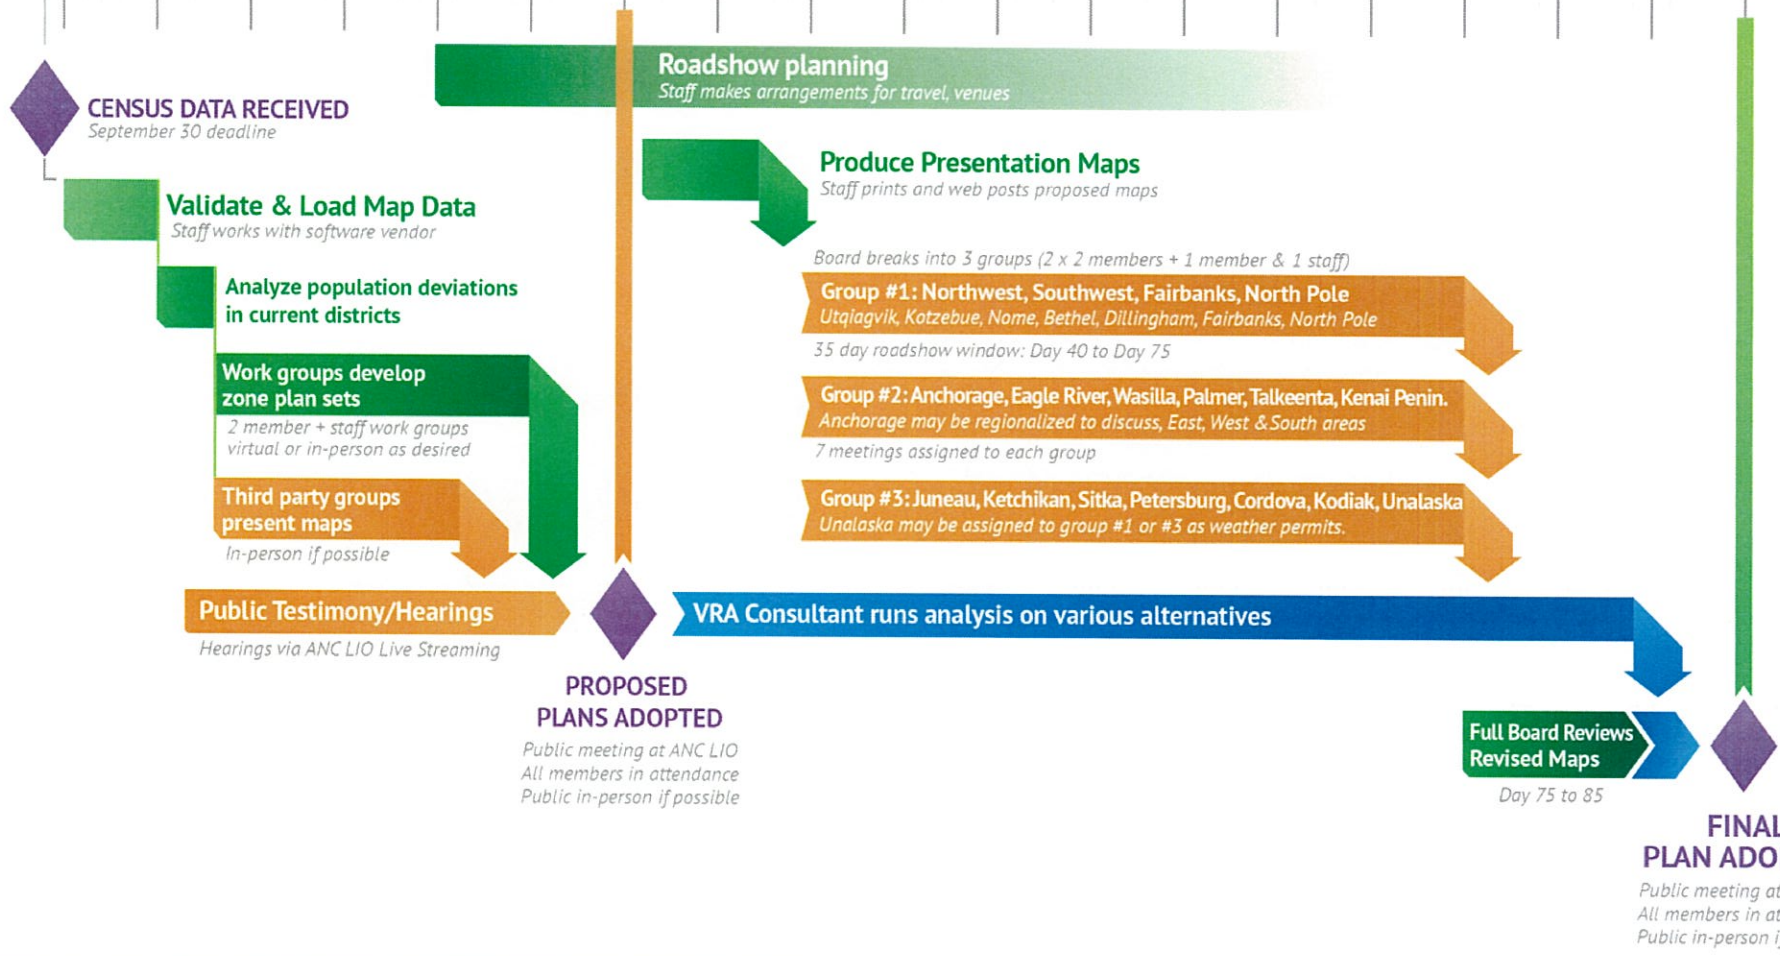 Roadshow planning
Staff makes arrangements for travel, venues
CENSUS DATA RECEIVED
September 30 deadline
Produce Presentation Maps
Staff prints and web posts proposed maps
Validate & Load Map Data
Staff works with software vendor
Board breaks into 3 groups (2 x 2 members + 1 member & 1 staff)
Group #1: Northwest, Southwest, Fairbanks, North Pole
Utqiagvik, Kotzebue, Nome, Bethel, Dillingham, Fairbanks, North Pole
35 day roadshow window: Day 40 to Day 75
Analyze population deviations
in current districts
Work groups develop
zone plan sets
2 member + staff work groups
virtual or in-person as desired
Group #2: Anchorage, Eagle River, Wasilla, Palmer, Talkeenta, Kenai Penin.
Anchorage may be regionalized to discuss, East, West & South areas
7 meetings assigned to each group
Third party groups
present maps
In-person if possible
Group #3: Juneau, Ketchikan, Sitka, Petersburg, Cordova, Kodiak, Unalaska
Unalaska may be assigned to group #1 or #3 as weather permits.
Public Testimony/Hearings
Hearings via ANC LIO Live Streaming
VRA Consultant runs analysis on various alternatives
PROPOSED
PLANS ADOPTED
Public meeting at ANC LIO
All members in attendance
Public in-person if possible
Full Board Reviews
Revised Maps
Day 75 to 85
FINAL
PLAN ADO
Public meeting at
All members in at
Public in-person i